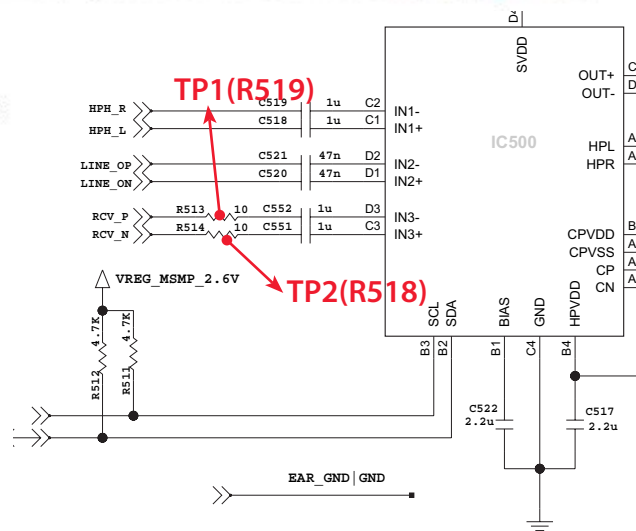 D4
SVDD
OUT+
OUT-
C
D
TP1(R519)
HPH_R
HPH_L
C519
1u
C2
IN1-
C518
1u
C1
IN1+
IC500
HPL
A
HPR
A
LINE_OP
LINE_ON
C521
47n
D2
IN2-
C520
47n
D1
IN2+
RCV_P
RCV_N
R513
10
C552
1u
D3
IN3-
R514
10
C551
1u
C3
IN3+
CPVDD
B
CPVSS
A
CP
A
CN
A
VREG_MSMP_2.6V
TP2(R518)
SCL
SDA
BIAS
GND
HPVDD
B3
B2
B1
C4
B4
4.7K
R512
4.7K
R511
C522
2.2u
C517
2.2u
EAR_GND|GND